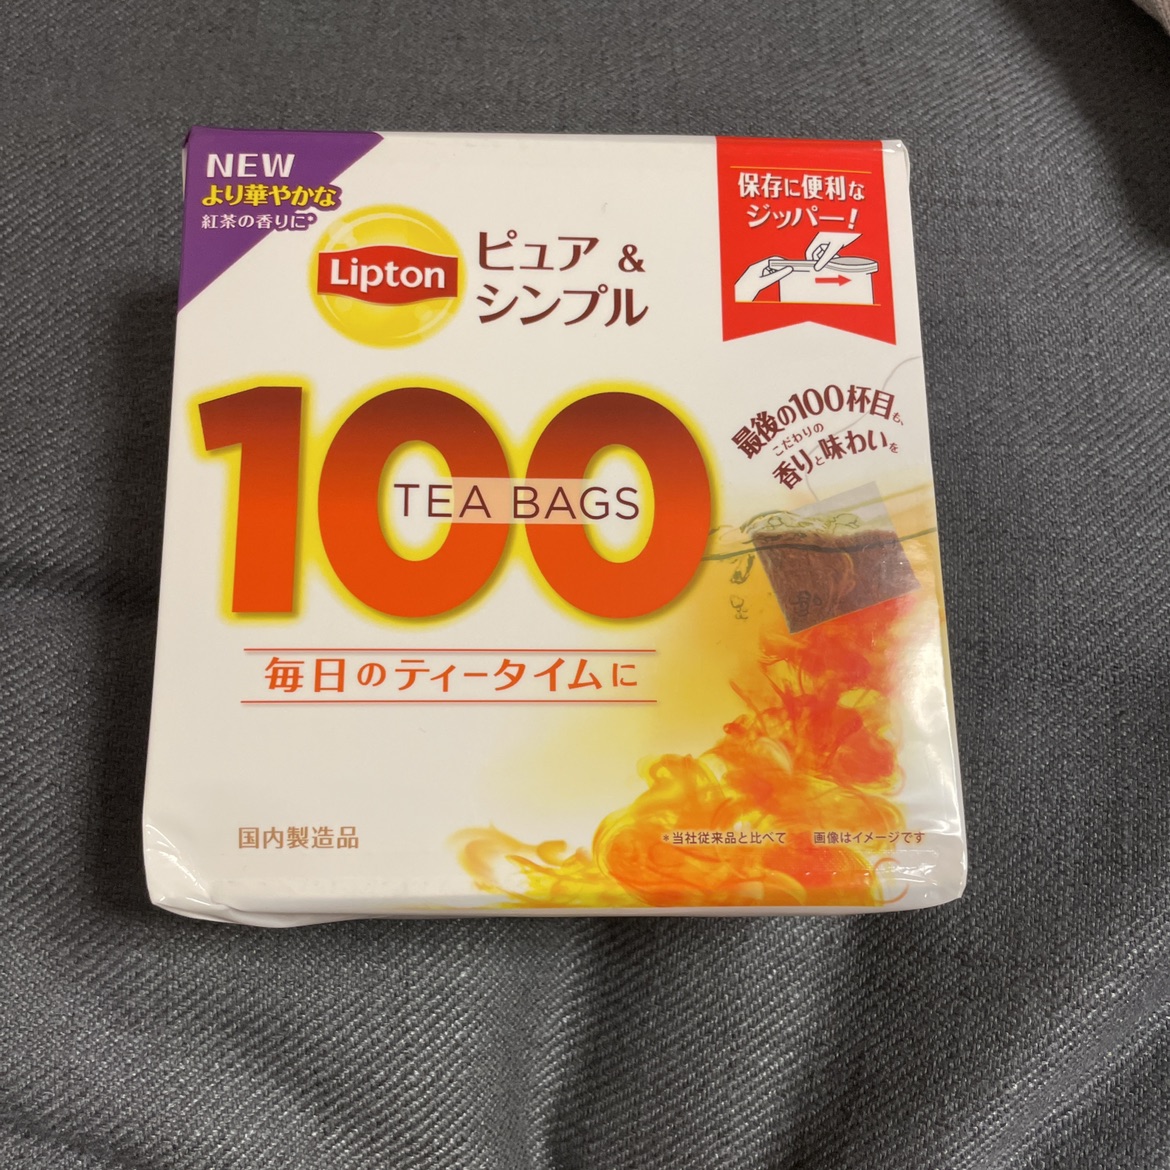 NEW
より華やかな
紅茶の香りに*
Lipton
ピュア &
シンプル
保存に便利な
ジッパー!
100
TEA BAGS
最後の100杯目も、
こだわりの
香りと味わいを
毎日のティータイムに
国内製造品
*当社従来品と比べて 画像はイメージです